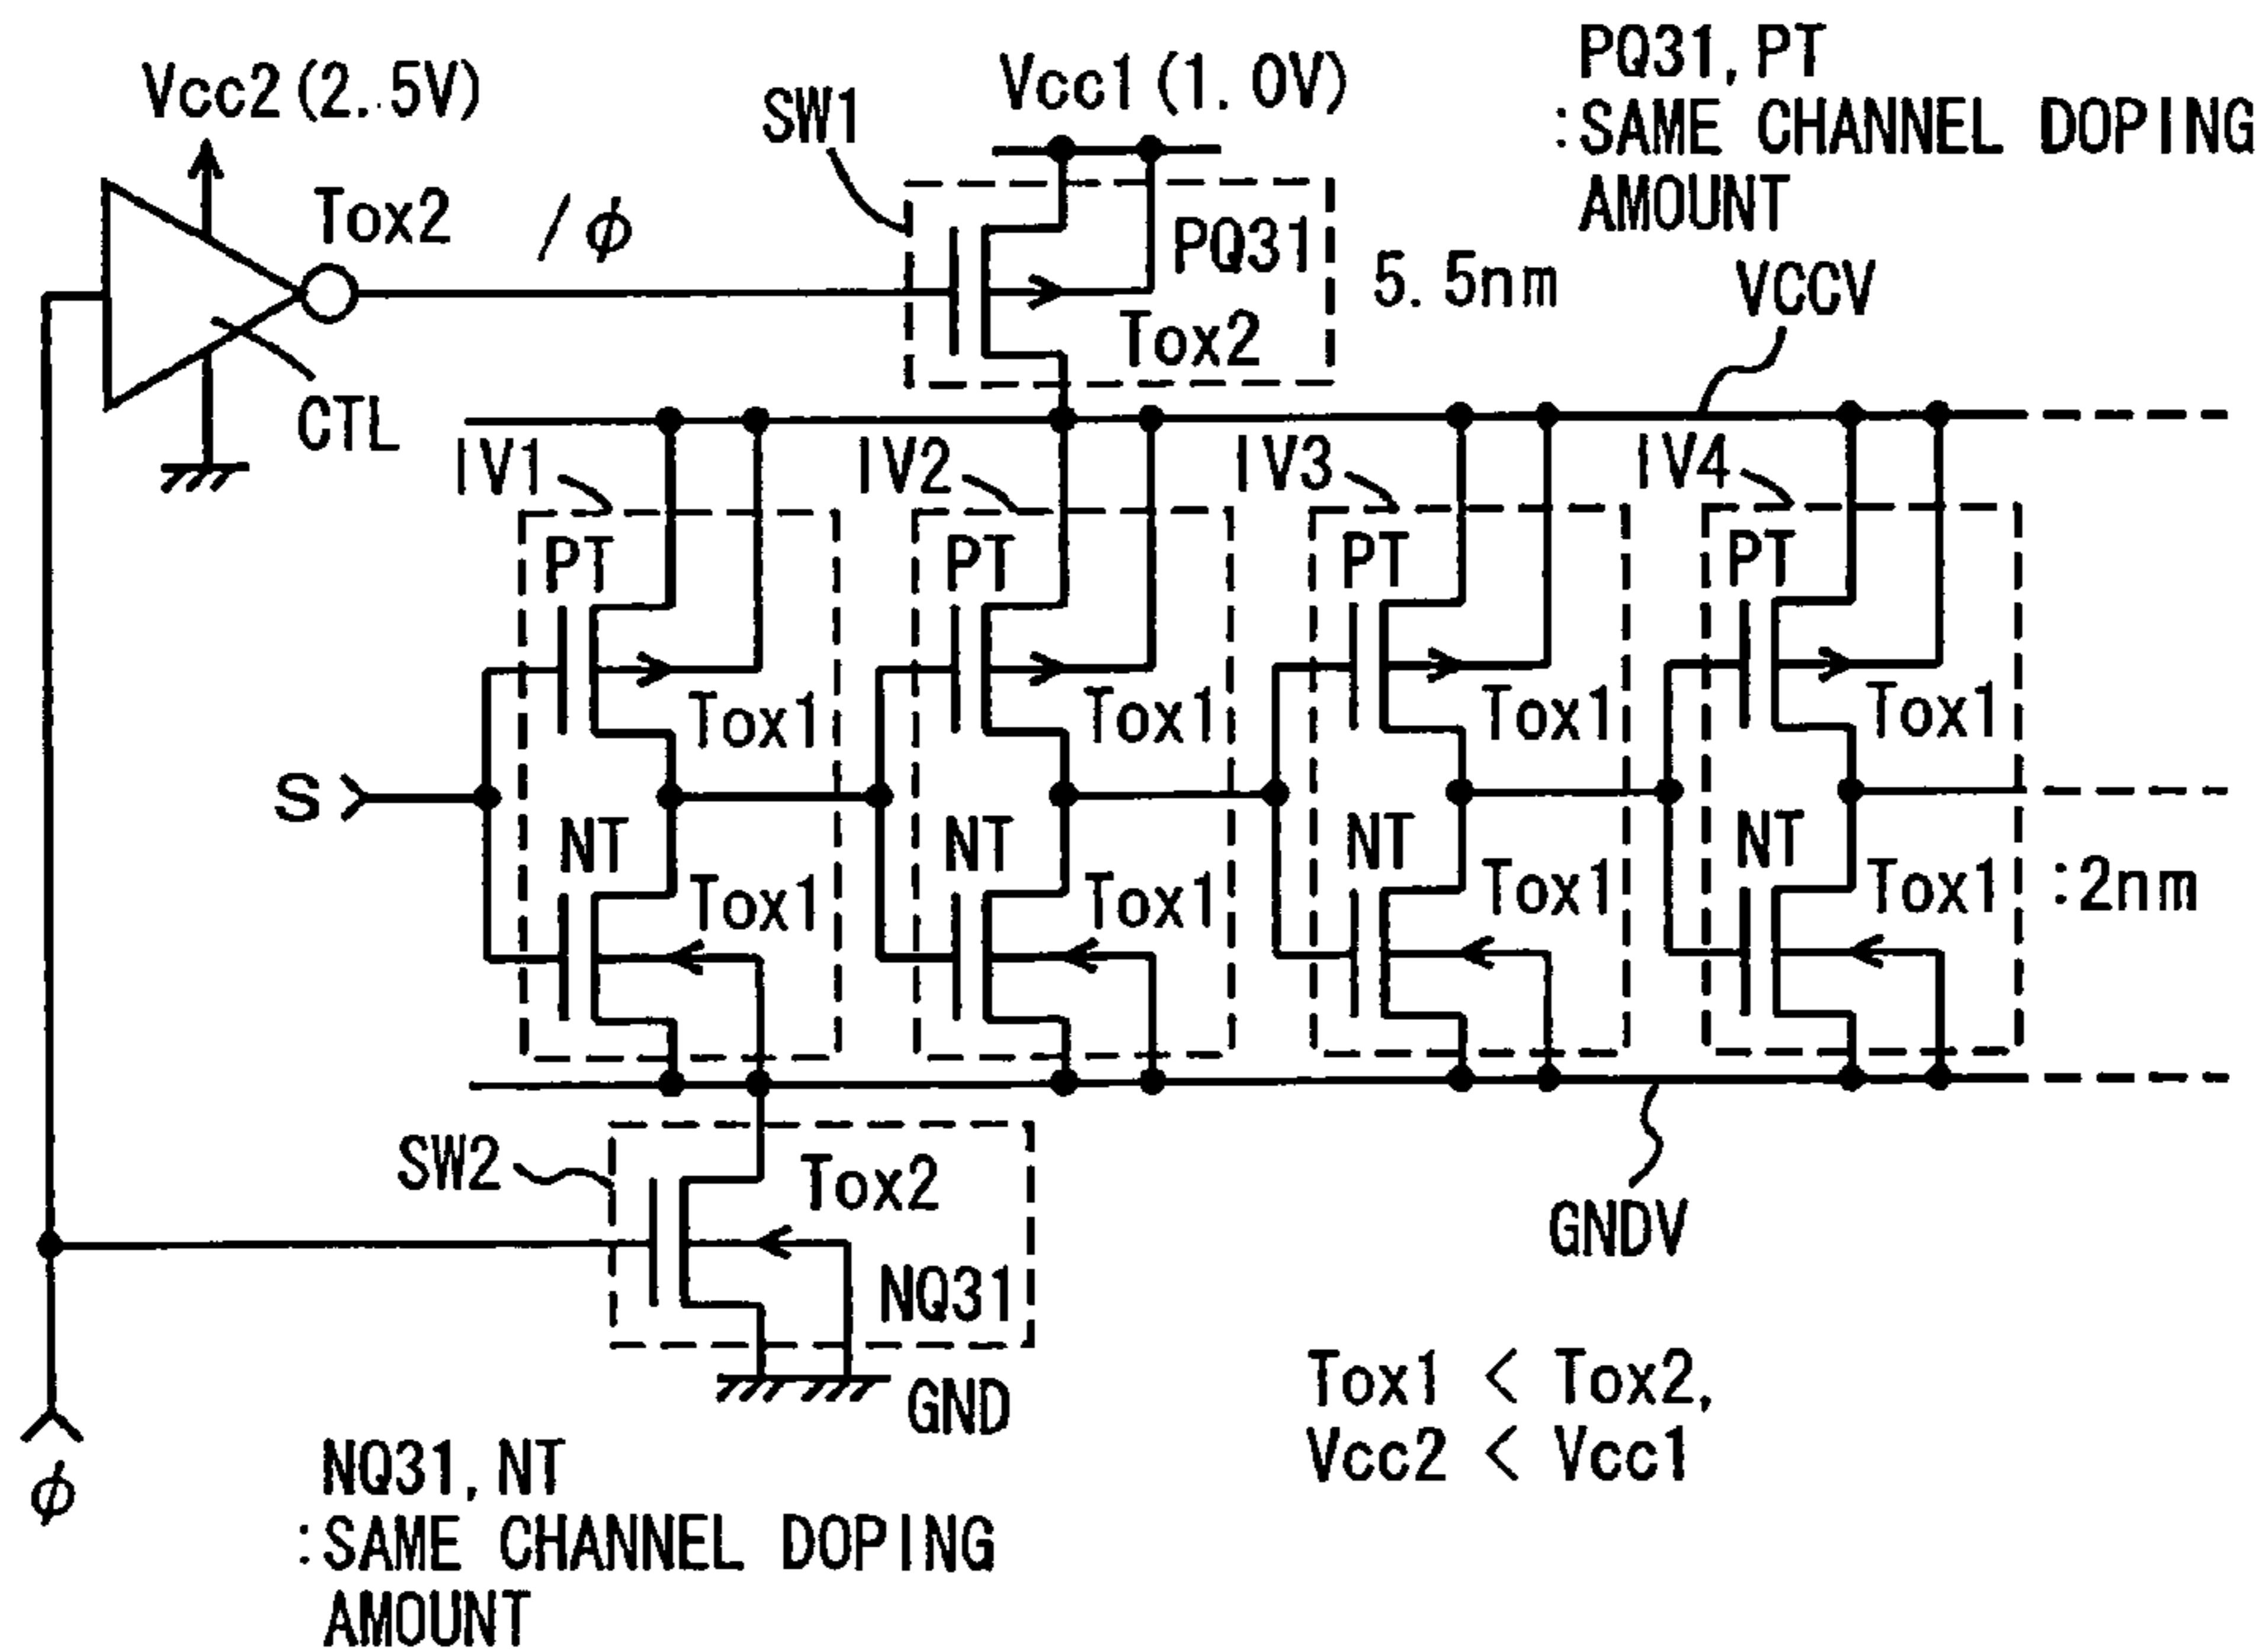 PQ31, PT
:SAME CHANNEL DOPING
AMOUNT
Vcc2(2.5V)
SW1
Vcc1(1.0V)
Tox2
/φ
PQ31
Tox2
5.5nm
VCCV
CTL
IV1
IV2
IV3
IV4
PT
PT
PT
PT
Tox1
Tox1
Tox1
Tox1
S
NT
NT
NT
NT
Tox1
Tox1
Tox1
Tox1
:2nm
SW2
Tox2
NQ31
GNDV
GND
Tox1 < Tox2,
Vcc2 < Vcc1
φ
NQ31, NT
:SAME CHANNEL DOPING
AMOUNT